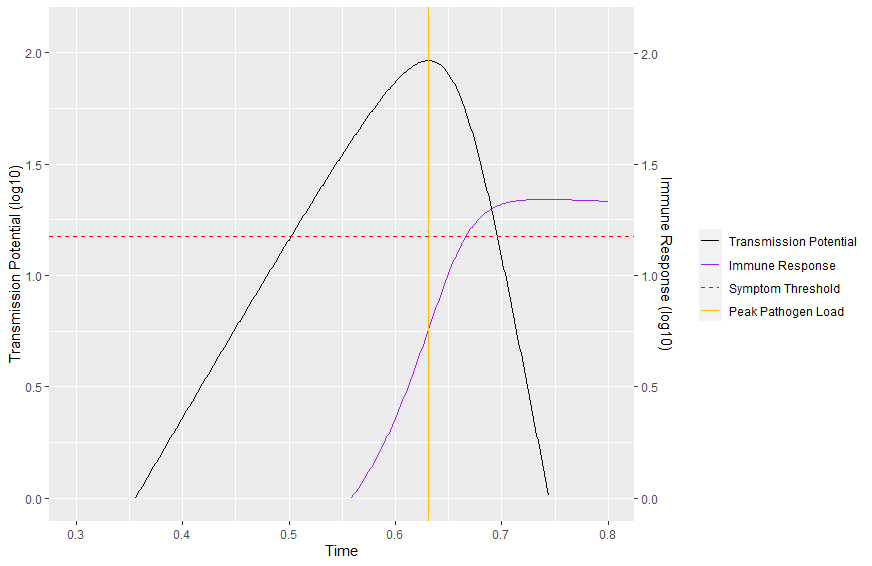 Transmission Potential (log10)
2.0
1.5
1.0
0.5
0.0
0.3 0.4 0.5 0.6 0.7 0.8
Time
2.0
1.5
1.0
0.5
0.0
Immune Response (log10)
Transmission Potential
Immune Response
Symptom Threshold
Peak Pathogen Load